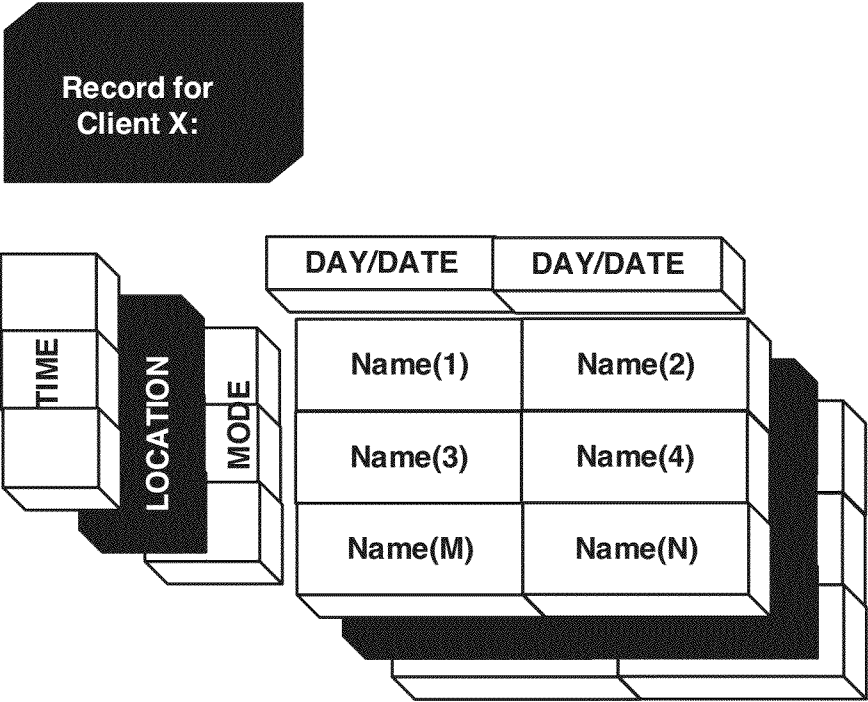 Record for
Client X:
DAY/DATE DAY/DATE
TIME
LOCATION
MODE
Name(1) Name(2)
Name(3) Name(4)
Name(M) Name(N)